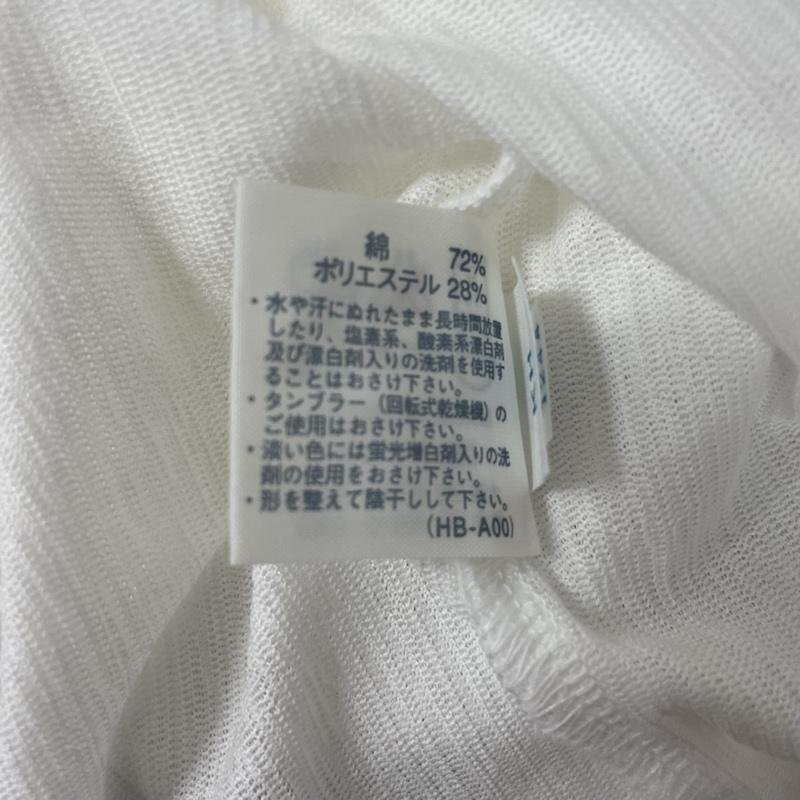 綿 72%
ポリエステル 28%
・水や汗にぬれたまま長時間放置
したり、塩素系、酸素系漂白剤
及び漂白剤入りの洗剤を使用す
ることはおさけ下さい。
・タンブラー（回転式乾燥機）の
ご使用はおさけ下さい。
・淡い色には蛍光増白剤入りの洗
剤の使用をおさけ下さい。
・形を整えて陰干しして下さい。
(HB-A00)